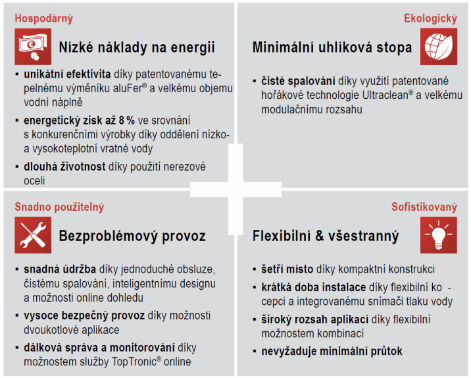 Hospodárný
Nízké náklady na energii
▪ unikátní efektivita díky patentovanému te-
pelnému výměníku aluFer® a velkému objemu
vodní náplně
▪ energetický zisk až 8 % ve srovnání
s konkurenčními výrobky díky oddělení nízko-
a vysokoteplotní vratné vody
▪ dlouhá životnost díky použití nerezové
oceli
Ekologický
Minimální uhlíková stopa
▪ čisté spalování díky využití patentované
hořákové technologie Ultraclean® a velkému
modulačnímu rozsahu
Snadno použitelný
Bezproblémový provoz
▪ snadná údržba díky jednoduché obsluze,
čistému spalování, inteligentnímu designu
a možnosti online dohledu
▪ vysoce bezpečný provoz díky možnosti
dvoukotlové aplikace
▪ dálková správa a monitorování díky
možnostem služby TopTronic® online
Sofistikovaný
Flexibilní & všestranný
▪ šetří místo díky kompaktní konstrukci
▪ krátká doba instalace díky flexibilní ko -
cepci a integrovanému snímači tlaku vody
▪ široký rozsah aplikací díky flexibilní
možnostem kombinací
▪ nevyžaduje minimální průtok